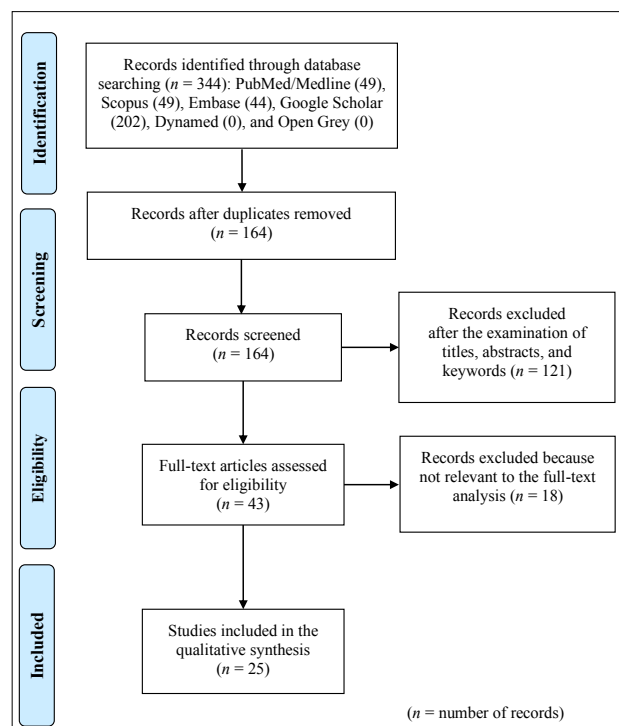 Identification
Records identified through database
searching (n = 344): PubMed/Medline (49),
Scopus (49), Embase (44), Google Scholar
(202), Dynamed (0), and Open Grey (0)
Screening
Records after duplicates removed
(n = 164)
Records screened
(n = 164)
Records excluded
after the examination of
titles, abstracts, and
keywords (n = 121)
Eligibility
Full-text articles assessed
for eligibility
(n = 43)
Records excluded because
not relevant to the full-text
analysis (n = 18)
Included
Studies included in the
qualitative synthesis
(n = 25)
(n = number of records)